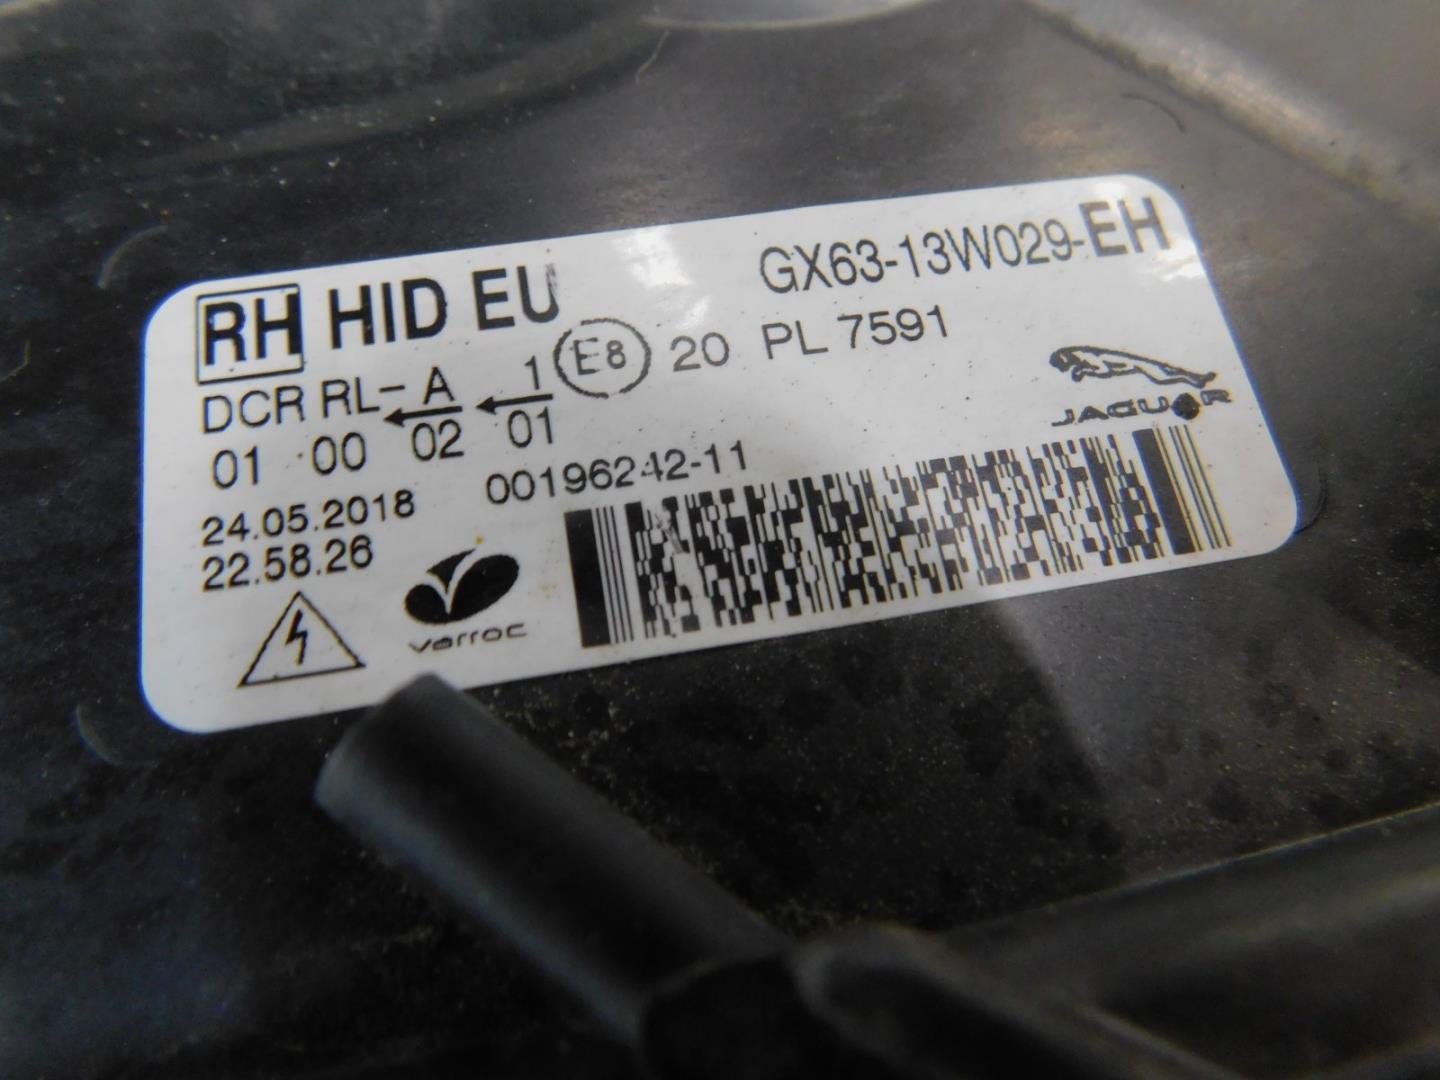 RH HID EU
GX63-13W029-EH
DCR RL- A 1 E8 20 PL 7591
01 00 02 01
JAGUAR
24.05.2018 00196242-11
22.58.26
varroc